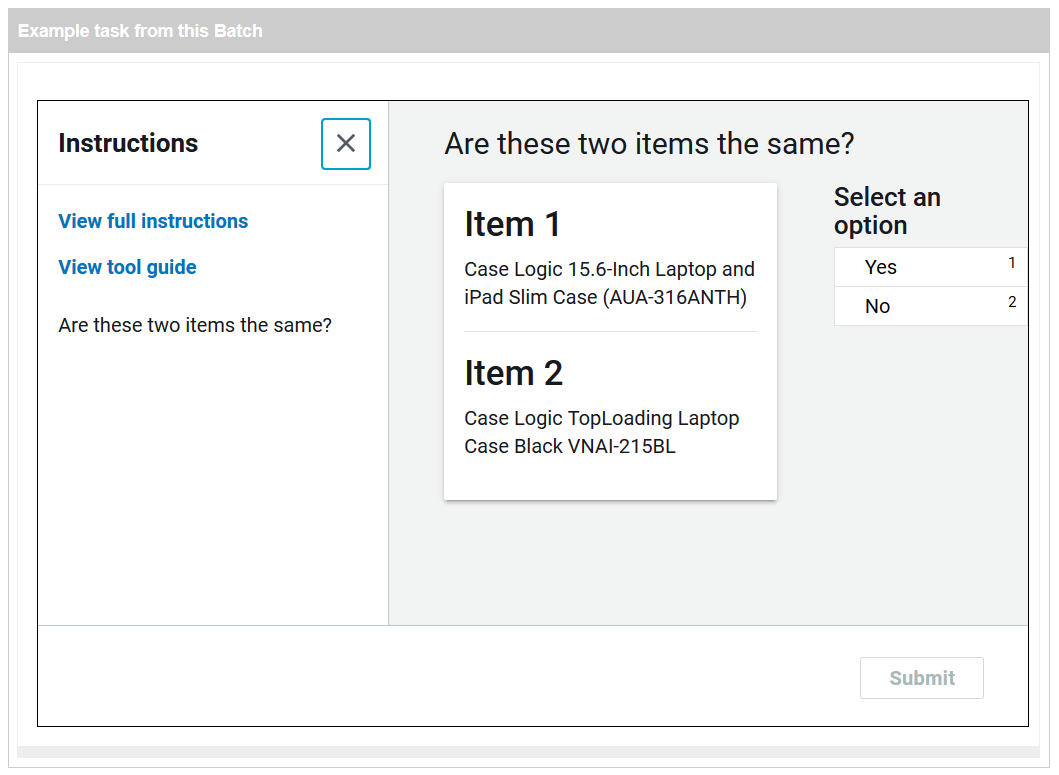 Example task from this Batch
Instructions
View full instructions
View tool guide
Are these two items the same?
Are these two items the same?
Item 1
Case Logic 15.6-Inch Laptop and
iPad Slim Case (AUA-316ANTH)
Item 2
Case Logic TopLoading Laptop
Case Black VNAI-215BL
Select an
option
Yes 1
No 2
Submit